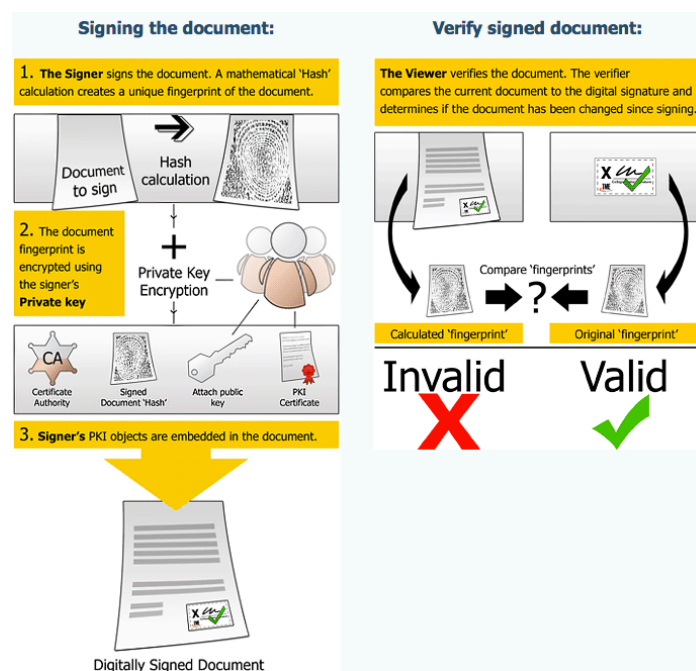 Signing the document:
1. The Signer signs the document. A mathematical ‘Hash’
calculation creates a unique fingerprint of the document.
Document
to sign
Hash
calculation
2. The document
fingerprint is
encrypted using
the signer's
Private key
Private Key
Encryption
CA
Certificate
Authority
Signed
Document ‘Hash’
Attach public
key
PKI
Certificate
3. Signer's PKI objects are embedded in the document.
X
Digitally Signed Document
Verify signed document:
The Viewer verifies the document. The verifier
compares the current document to the digital signature and
determines if the document has been changed since signing.
X
X
Compare ‘fingerprints’
?
Calculated ‘fingerprint’
Original ‘fingerprint’
Invalid
Valid